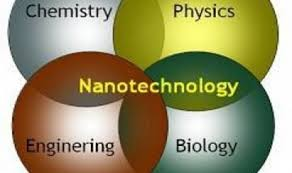 Chemistry Physics
Nanotechnology
Enginering Biology